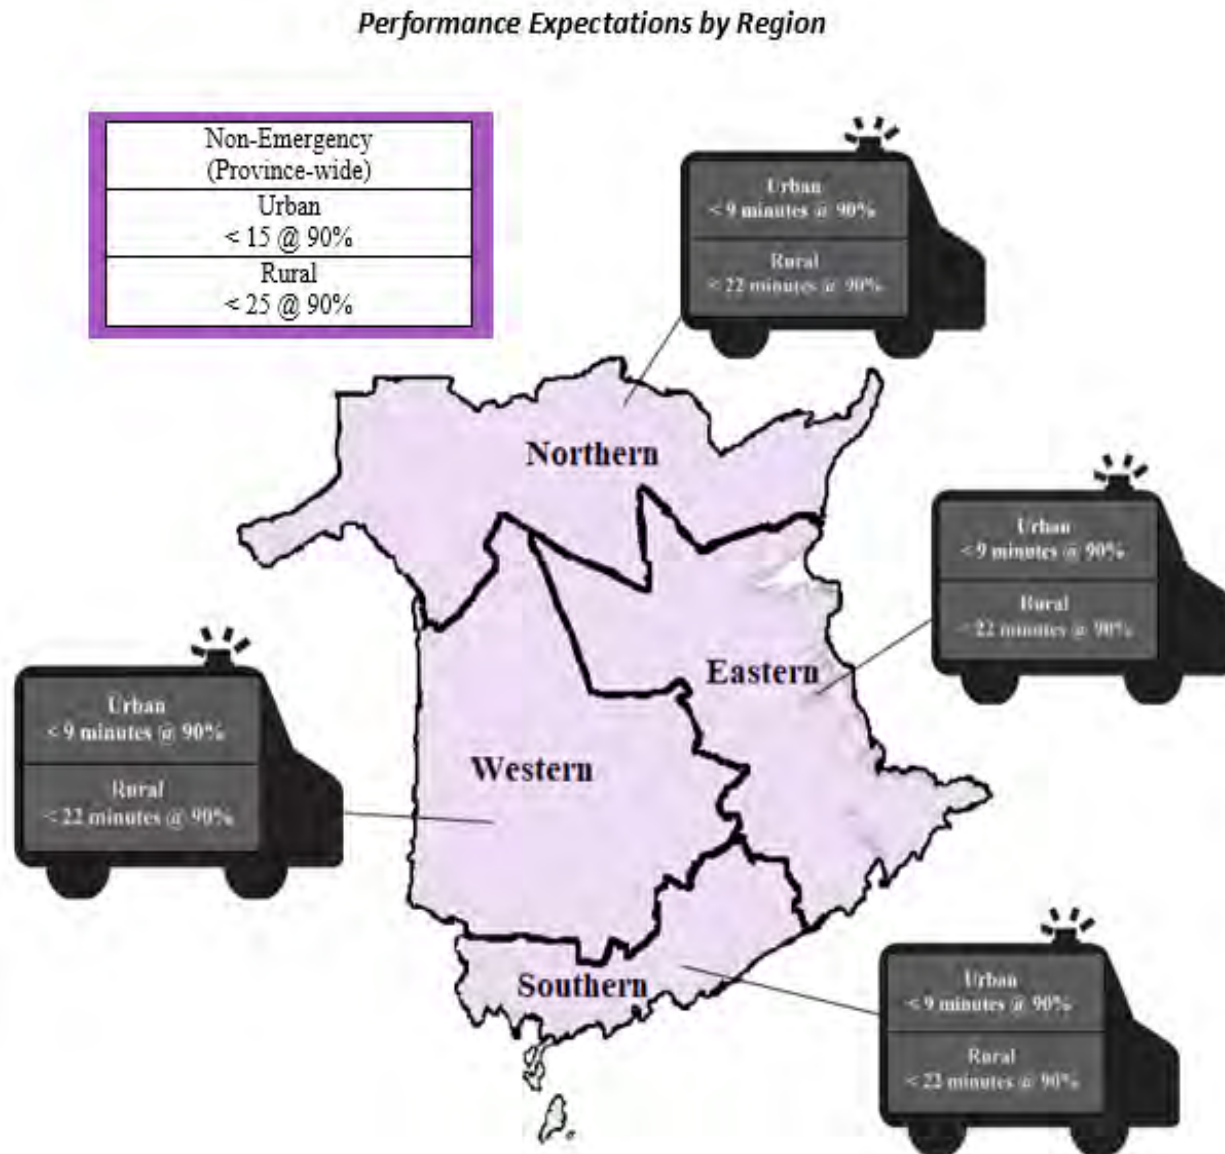 Performance Expectations by Region
Non-Emergency
(Province-wide)
Urban
< 15 @ 90%
Rural
< 25 @ 90%
Urban
< 9 minutes @ 90%
Rural
< 22 minutes @ 90%
Northern
Urban
< 9 minutes @ 90%
Rural
< 22 minutes @ 90%
Eastern
Urban
< 9 minutes @ 90%
Rural
< 22 minutes @ 90%
Western
Southern
Urban
< 9 minutes @ 90%
Rural
< 22 minutes @ 90%